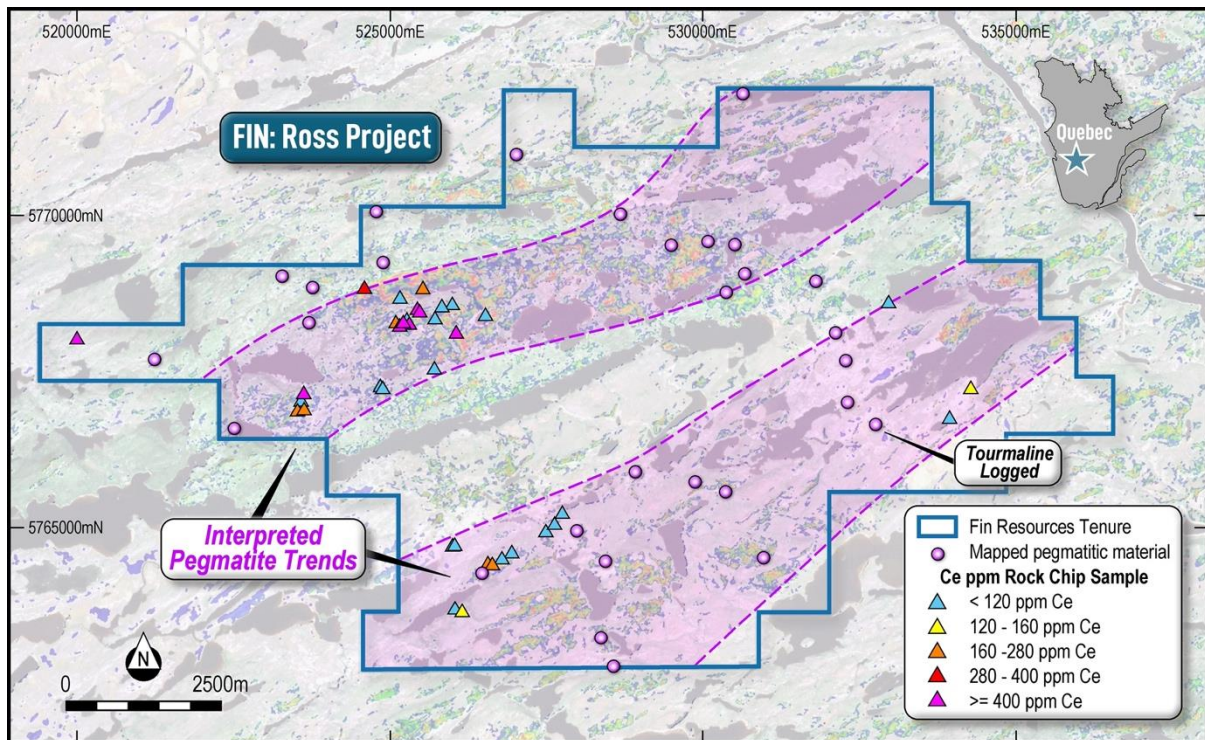 520000mE
525000mE
530000mE
535000mE
FIN: Ross Project
Quebec
5770000mN
5765000mN
Tourmaline
Logged
Interpreted
Pegmatite Trends
N
0
2500m
Fin Resources Tenure
Mapped pegmatitic material
Ce ppm Rock Chip Sample
< 120 ppm Ce
120 - 160 ppm Ce
160 -280 ppm Ce
280 - 400 ppm Ce
>= 400 ppm Ce